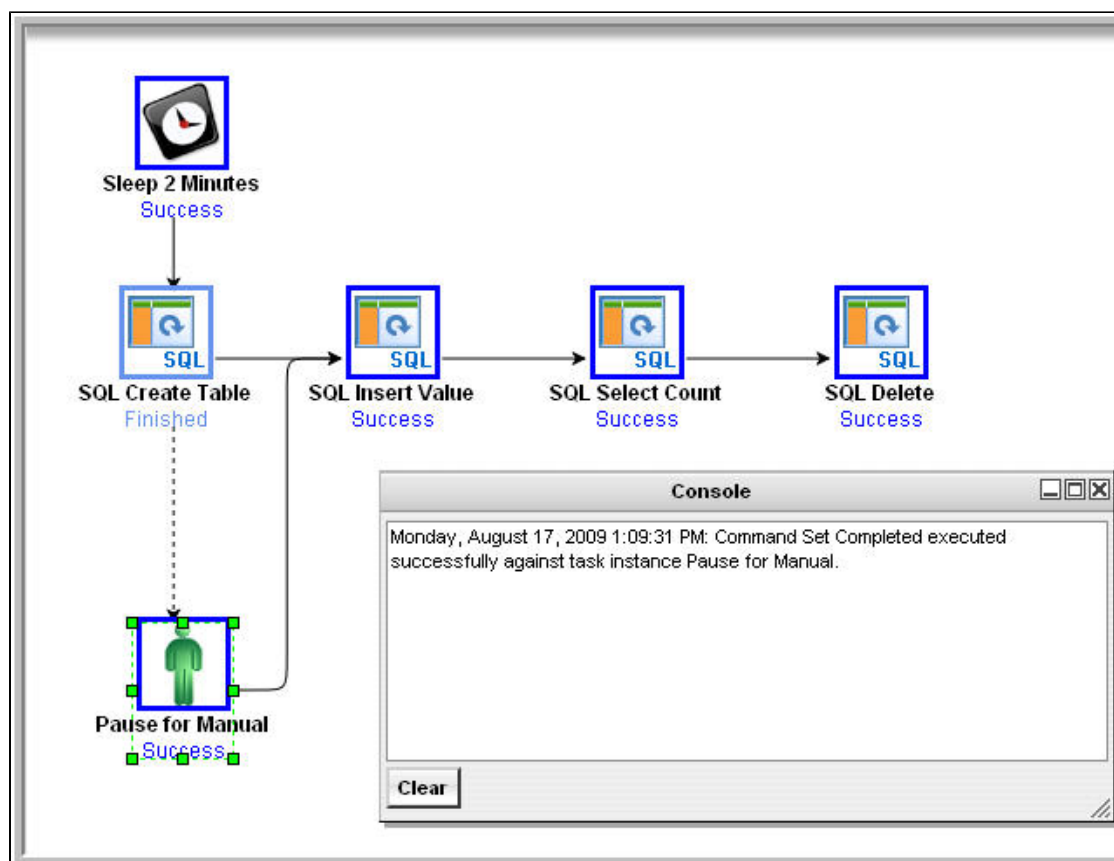 Sleep 2 Minutes
Success
SQL
SQL
SQL
SQL
SQL Create Table
SQL Insert Value
SQL Select Count
SQL Delete
Finished
Success
Success
Success
Console
Monday, August 17, 2009 1:09:31 PM: Command Set Completed executed
successfully against task instance Pause for Manual.
Pause for Manual
Success
Clear